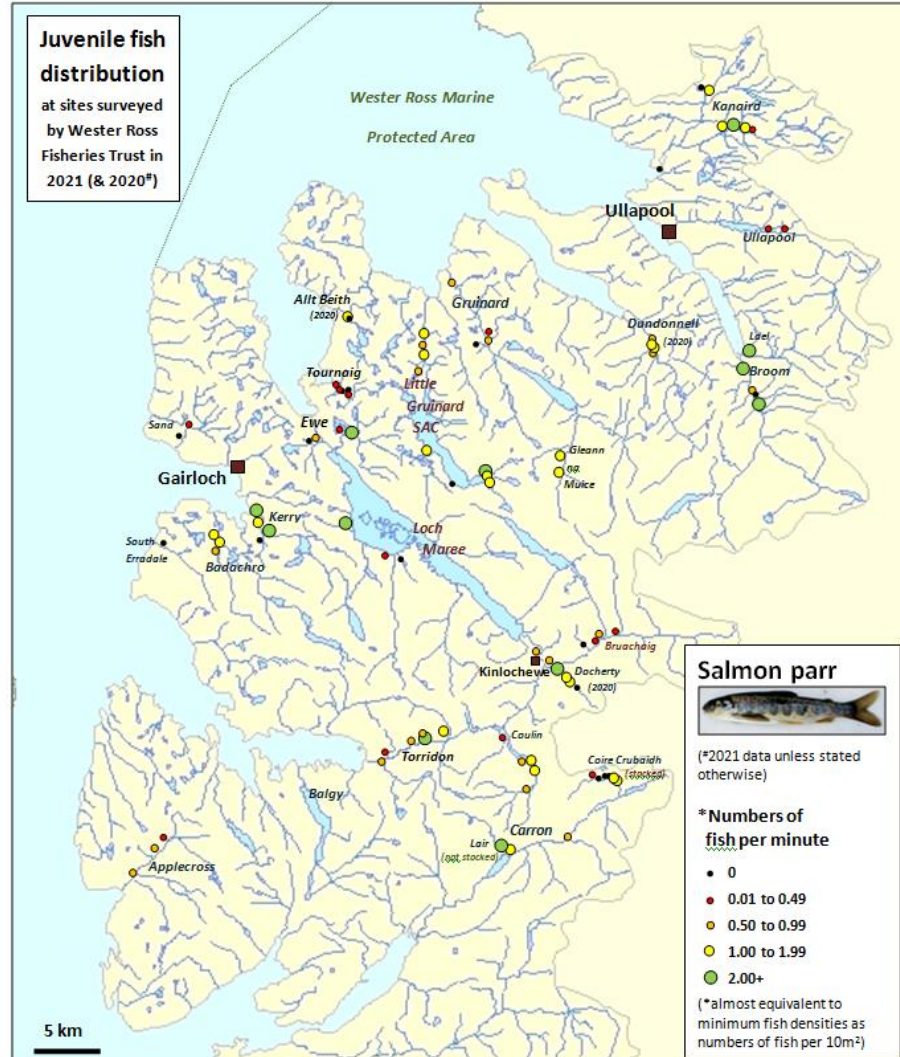 Juvenile fish
distribution
at sites surveyed
by Wester Ross
Fisheries Trust in
2021 (& 2020#)
Wester Ross Marine
Protected Area
Kanaird
Ullapool
Ullapool
Gruinard
Allt Beith
(2020)
Dundonnell
(2020)
Lael
Broom
Tournaig
Little
Gruinard
SAC
Ewe
Sand
Gairloch
Gleann
na
Muice
Kerry
South
Erradale
Badachro
Loch
Maree
Bruachaig
Kinlochewe
Docherty
(2020)
Torridon
Coulin
Coire Crubaidh
(stocked)
Balgy
Carron
Lair
(not stocked)
Applecross
5 km
Salmon parr
(#2021 data unless stated
otherwise)
*Numbers of
fish per minute
0
0.01 to 0.49
0.50 to 0.99
1.00 to 1.99
2.00+
(*almost equivalent to
minimum fish densities as
numbers of fish per 10m²)